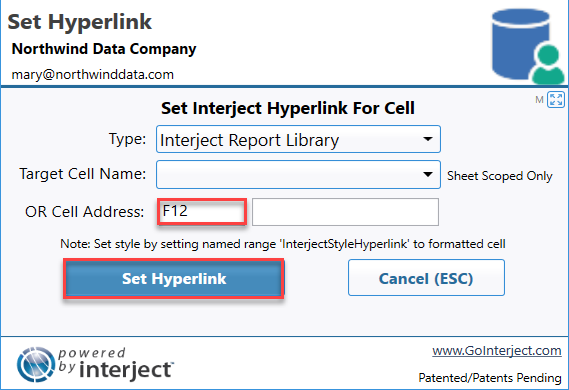 Set Hyperlink
Northwind Data Company
mary@northwinddata.com
M
Set Interject Hyperlink For Cell
Type: Interject Report Library
Target Cell Name: Sheet Scoped Only
OR Cell Address: F12
Note: Set style by setting named range 'InterjectStyleHyperlink' to formatted cell
Set Hyperlink Cancel (ESC)
powered by
interject™
www.GoInterject.com
Patented/Patents Pending